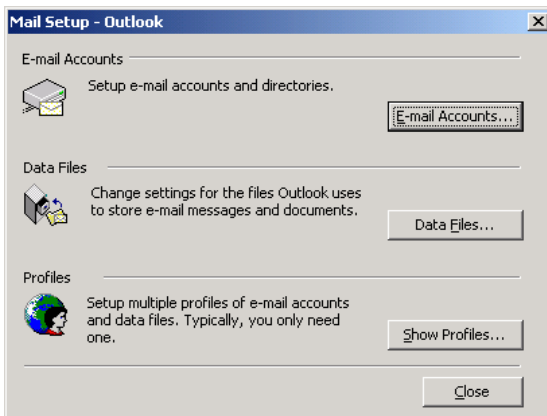 Mail Setup - Outlook
E-mail Accounts
Setup e-mail accounts and directories.
E-mail Accounts...
Data Files
Change settings for the files Outlook uses
to store e-mail messages and documents.
Data Files...
Profiles
Setup multiple profiles of e-mail accounts
and data files. Typically, you only need
one.
Show Profiles...
Close